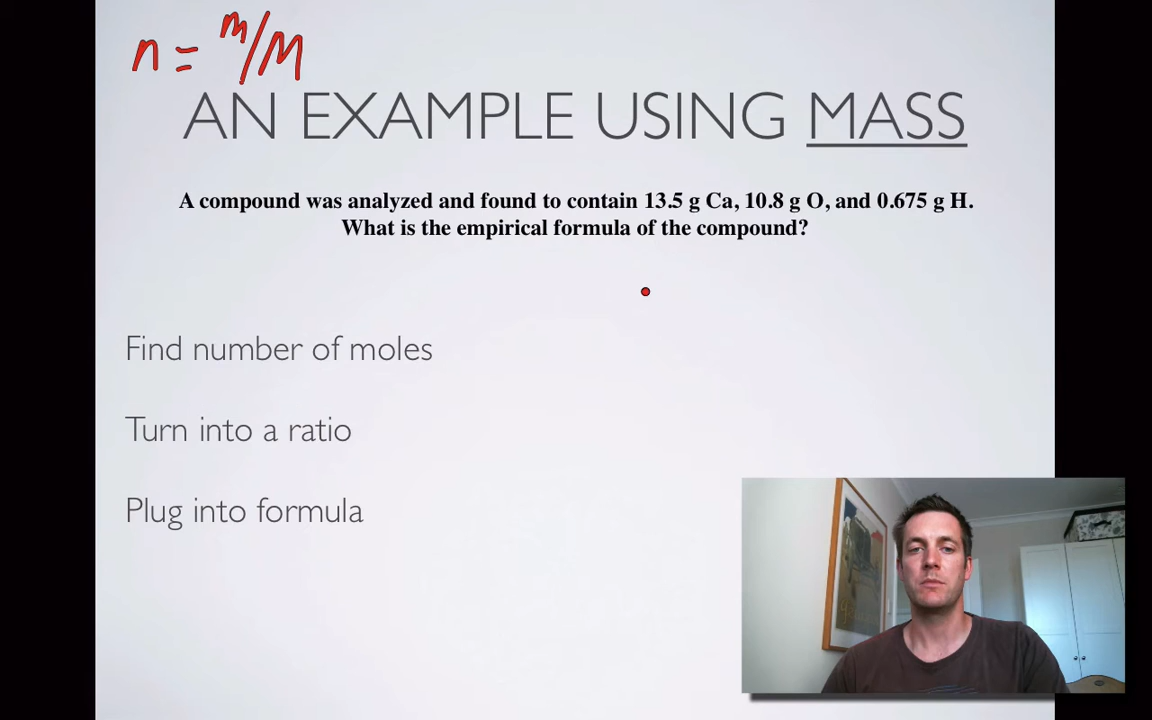 n = m/M
AN EXAMPLE USING MASS
A compound was analyzed and found to contain 13.5 g Ca, 10.8 g O, and 0.675 g H.
What is the empirical formula of the compound?
Find number of moles
Turn into a ratio
Plug into formula